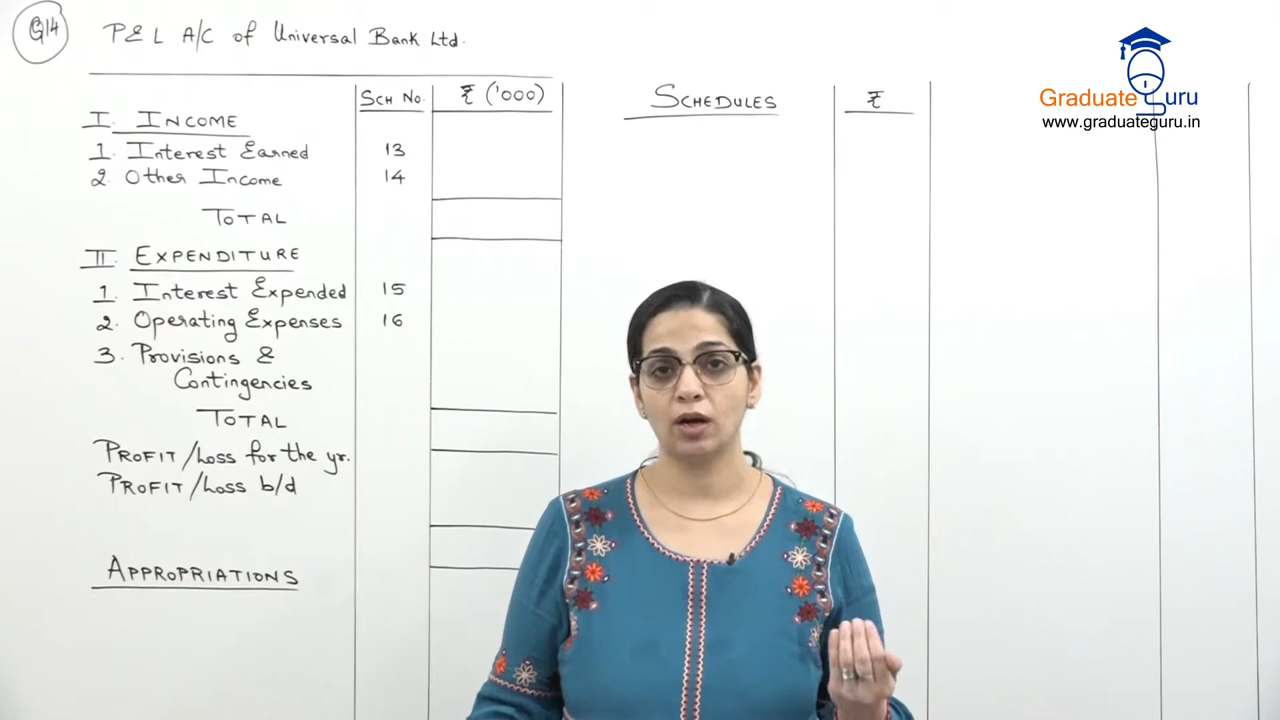 Q14
P & L A/C of Universal Bank Ltd.
SCH NO.
₹ ('000)
SCHEDULES
₹
I. INCOME
1. Interest Earned 13
2. Other Income 14
TOTAL
II. EXPENDITURE
1. Interest Expended 15
2. Operating Expenses 16
3. Provisions &
Contingencies
TOTAL
PROFIT/Loss for the yr.
PROFIT/Loss b/d
APPROPRIATIONS
Graduate Guru
www.graduateguru.in